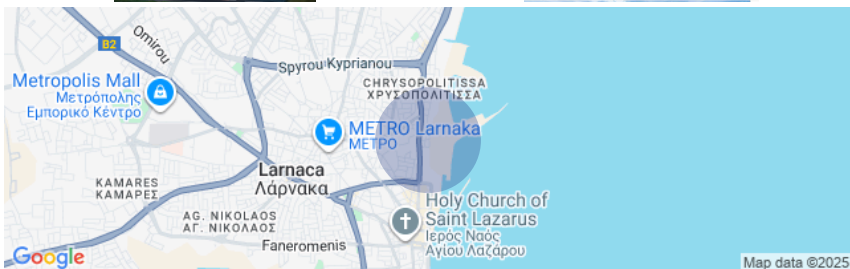 Omirou
B2
Spyrou Kyprianou
Metropolis Mall
Μετρόπολης
Εμπορικό Κέντρο
CHRYSOPOLITISSA
ΧΡΥΣΟΠΟΛΙΤΙΣΣΑ
METRO Larnaka
ΜΕΤΡΟ
Larnaca
Λάρνακα
KAMARES
ΚΑΜΑΡΕΣ
AG. NIKOLAOS
ΑΓ. ΝΙΚΟΛΑΟΣ
Holy Church of
Saint Lazarus
Ιερός Ναός
Αγίου Λαζάρου
Faneromenis
Google
Map data ©2025